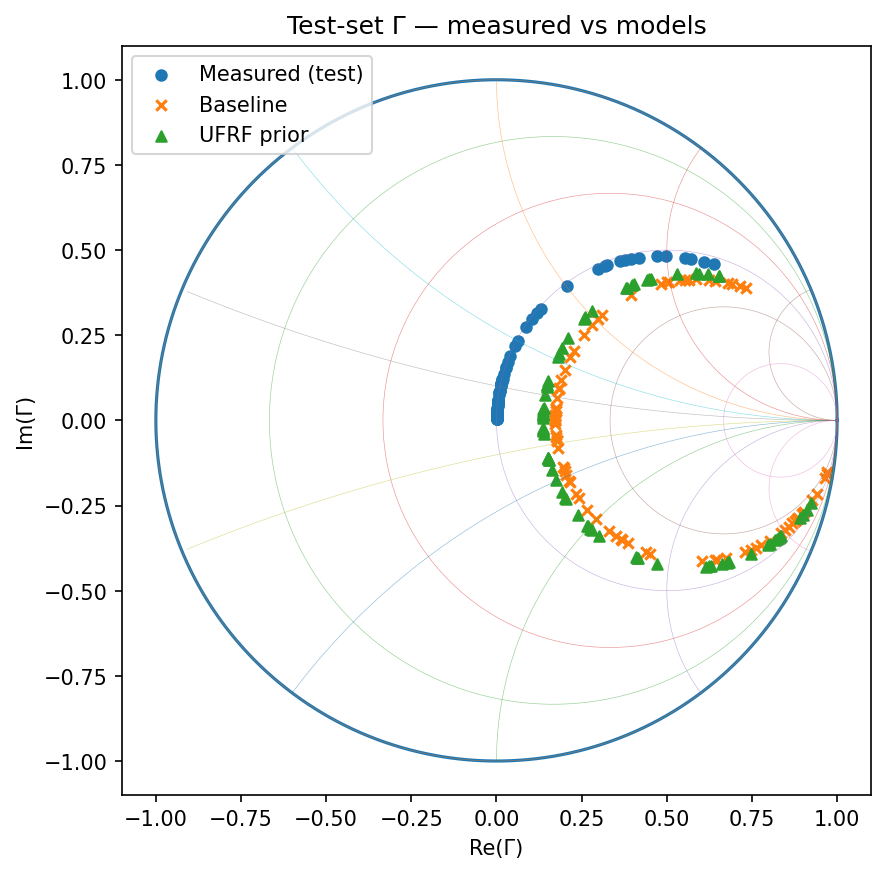 Test-set Γ — measured vs models
Measured (test)
Baseline
UFRF prior
1.00
0.75
0.50
0.25
0.00
−0.25
−0.50
−0.75
−1.00
Im(Γ)
−1.00 −0.75 −0.50 −0.25 0.00 0.25 0.50 0.75 1.00
Re(Γ)